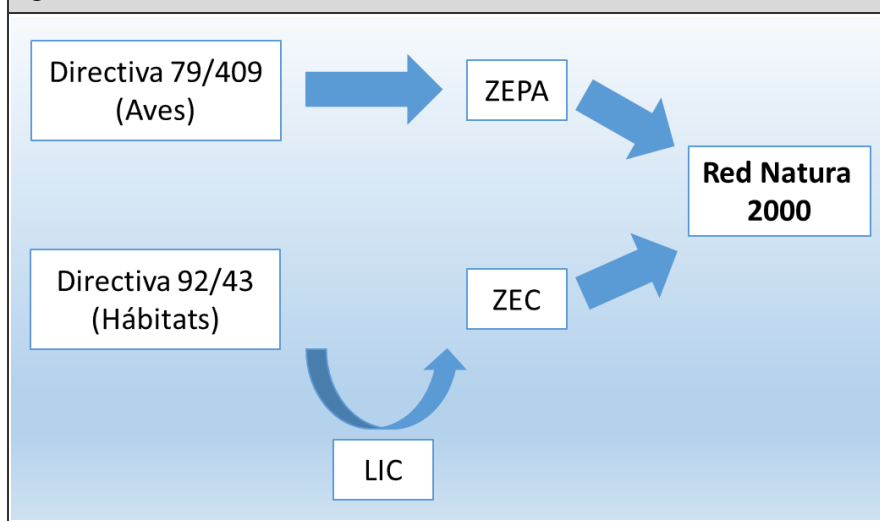 Directiva 79/409
(Aves)
ZEPA
Red Natura
2000
Directiva 92/43
(Hábitats)
ZEC
LIC